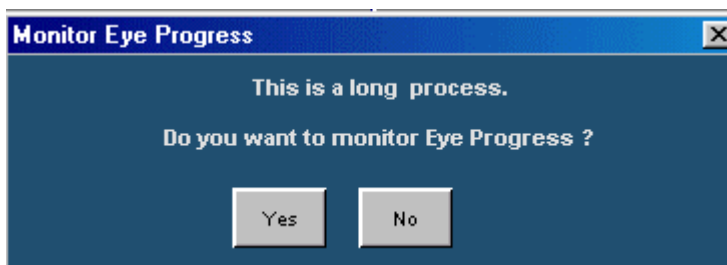 Monitor Eye Progress
This is a long process.
Do you want to monitor Eye Progress ?
Yes No